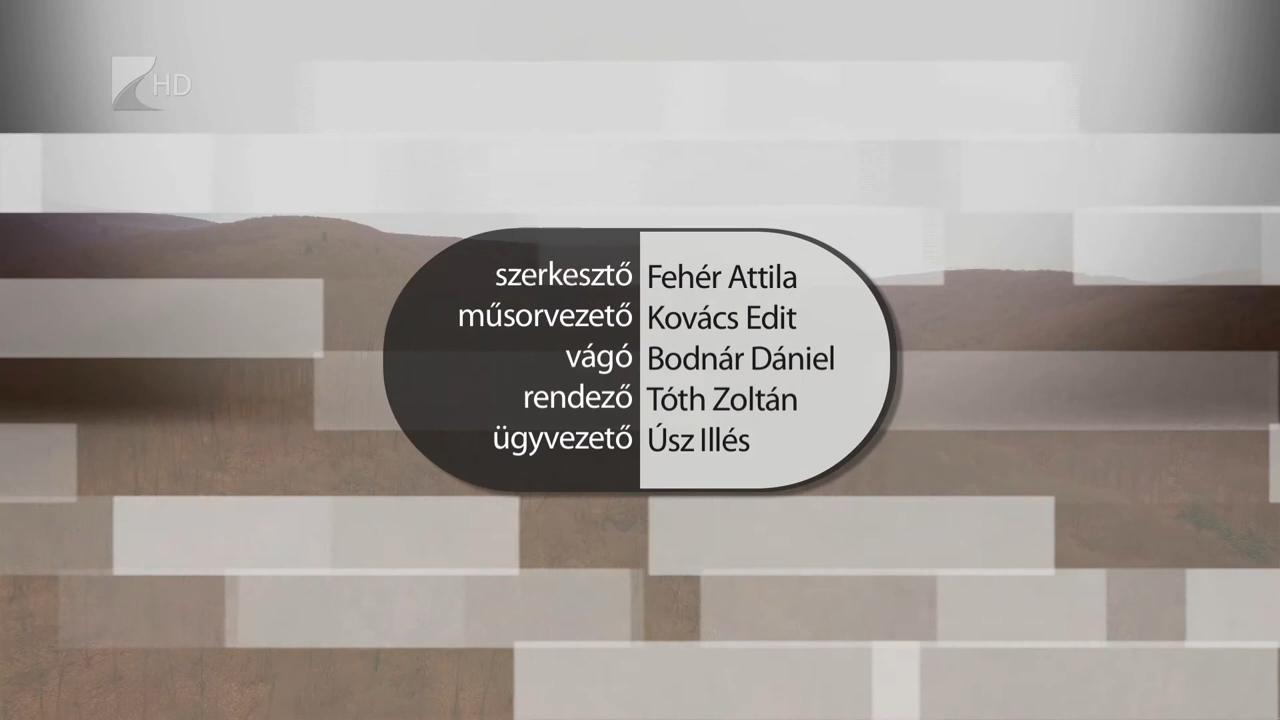 HD
szerkesztő Fehér Attila
műsorvezető Kovács Edit
vágó Bodnár Dániel
rendező Tóth Zoltán
ügyvezető Úsz Illés